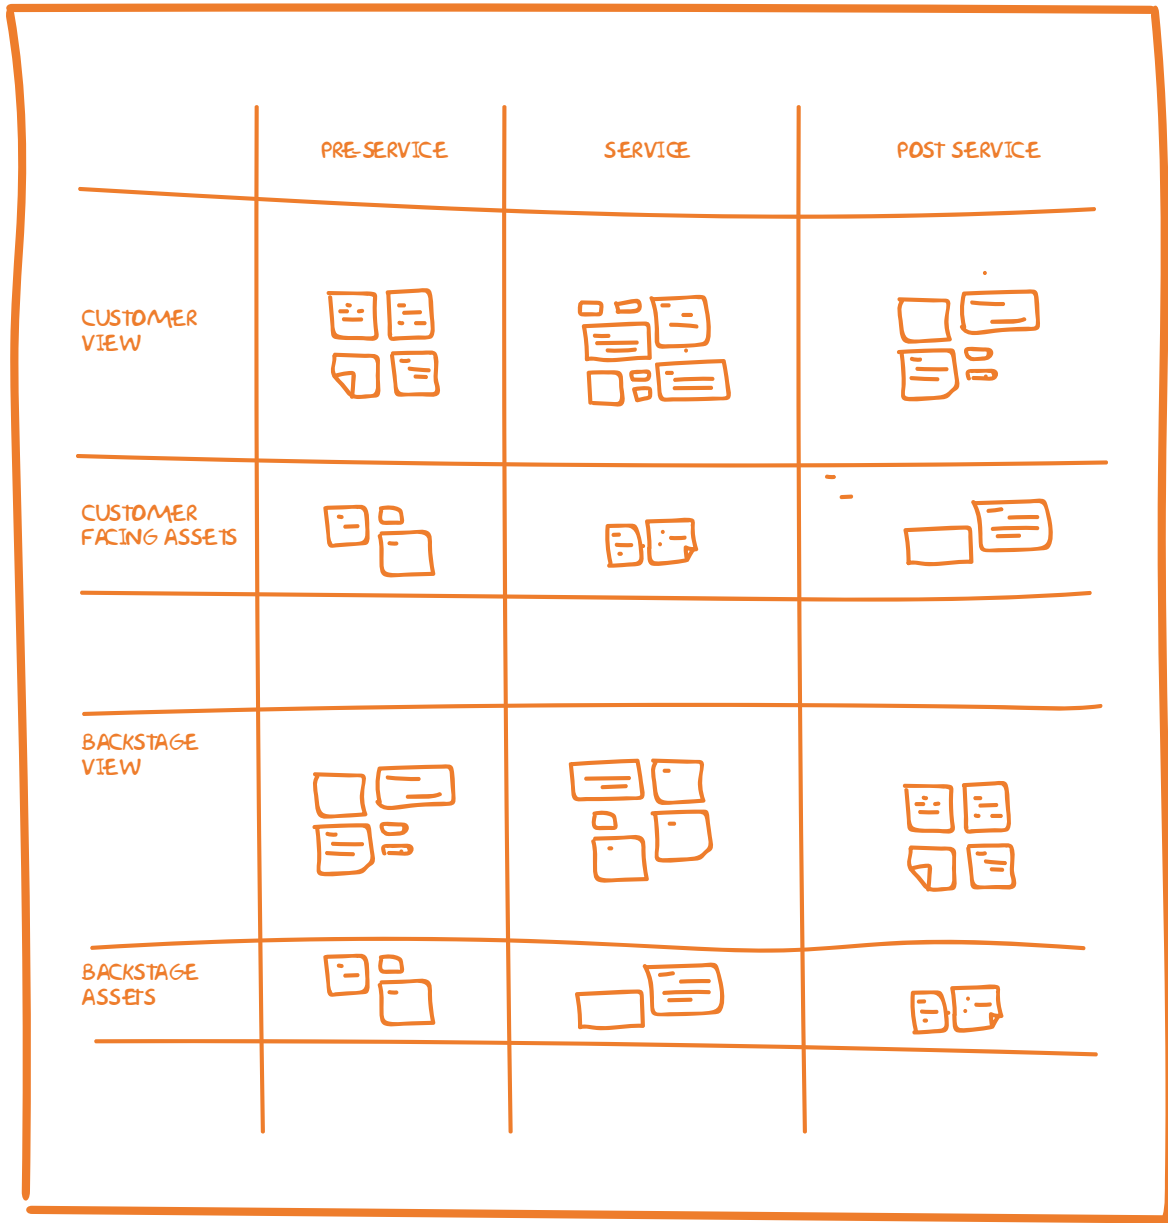 PRE-SERVICE
SERVICE
POST SERVICE
CUSTOMER
VIEW
CUSTOMER
FACING ASSETS
BACKSTAGE
VIEW
BACKSTAGE
ASSETS